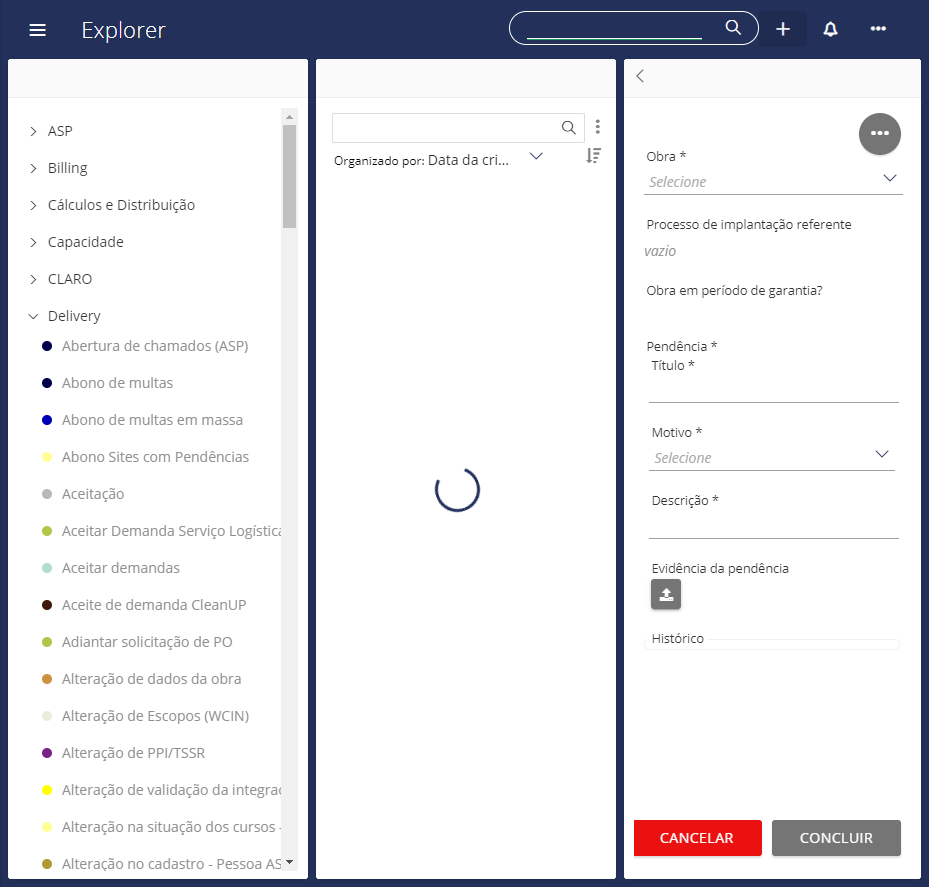 Explorer
ASP
Billing
Cálculos e Distribuição
Capacidade
CLARO
Delivery
Abertura de chamados (ASP)
Abono de multas
Abono de multas em massa
Abono Sites com Pendências
Aceitação
Aceitar Demanda Serviço Logística
Aceitar demandas
Aceite de demanda CleanUP
Adiantar solicitação de PO
Alteração de dados da obra
Alteração de Escopos (WCIN)
Alteração de PPI/TSSR
Alteração de validação da integra
Alteração na situação dos cursos -
Alteração no cadastro - Pessoa AS
Organizado por: Data da cri...
Obra *
Selecione
Processo de implantação referente
vazio
Obra em período de garantia?
Pendência *
Título *
Motivo *
Selecione
Descrição *
Evidência da pendência
Histórico
CANCELAR
CONCLUIR